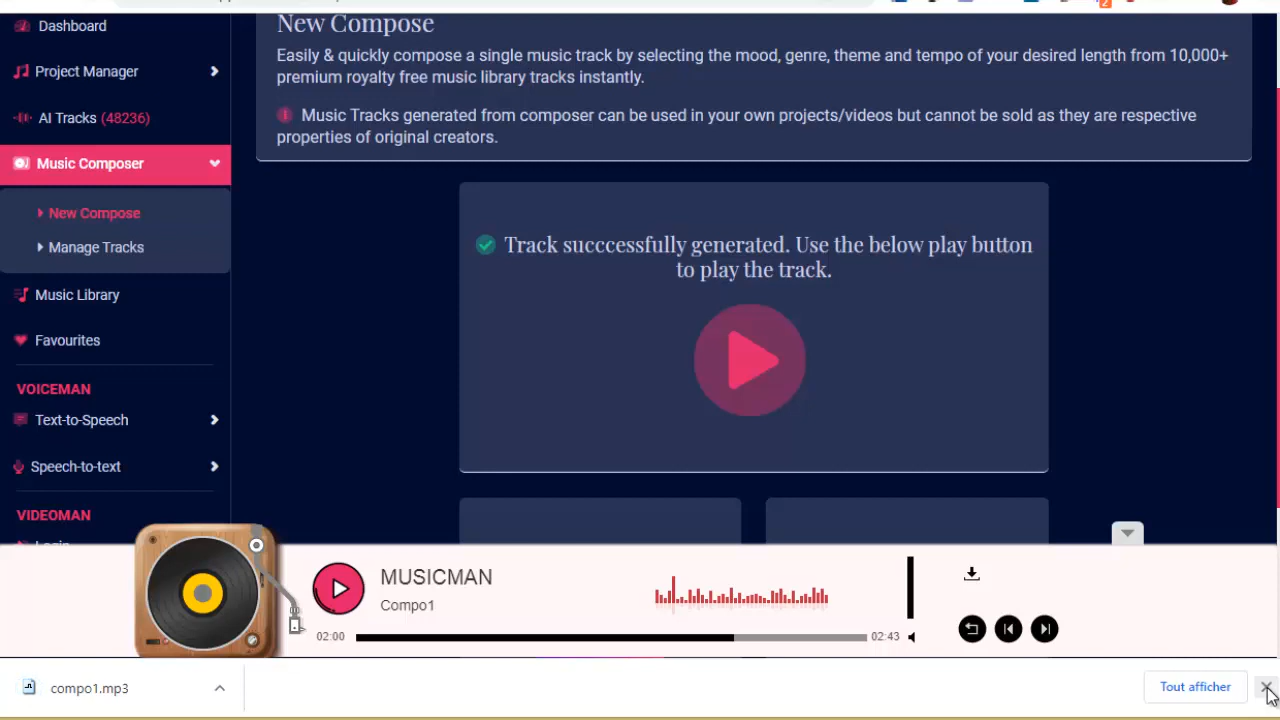 New Compose
Easily & quickly compose a single music track by selecting the mood, genre, theme and tempo of your desired length from 10,000+
premium royalty free music library tracks instantly.
Music Tracks generated from composer can be used in your own projects/videos but cannot be sold as they are respective
properties of original creators.
Dashboard
Project Manager
AI Tracks (48236)
Music Composer
New Compose
Manage Tracks
Music Library
Favourites
VOICEMAN
Text-to-Speech
Speech-to-text
VIDEOMAN
Track succcessfully generated. Use the below play button
to play the track.
MUSICMAN
Compo1
02:00
02:43
compo1.mp3
Tout afficher
2